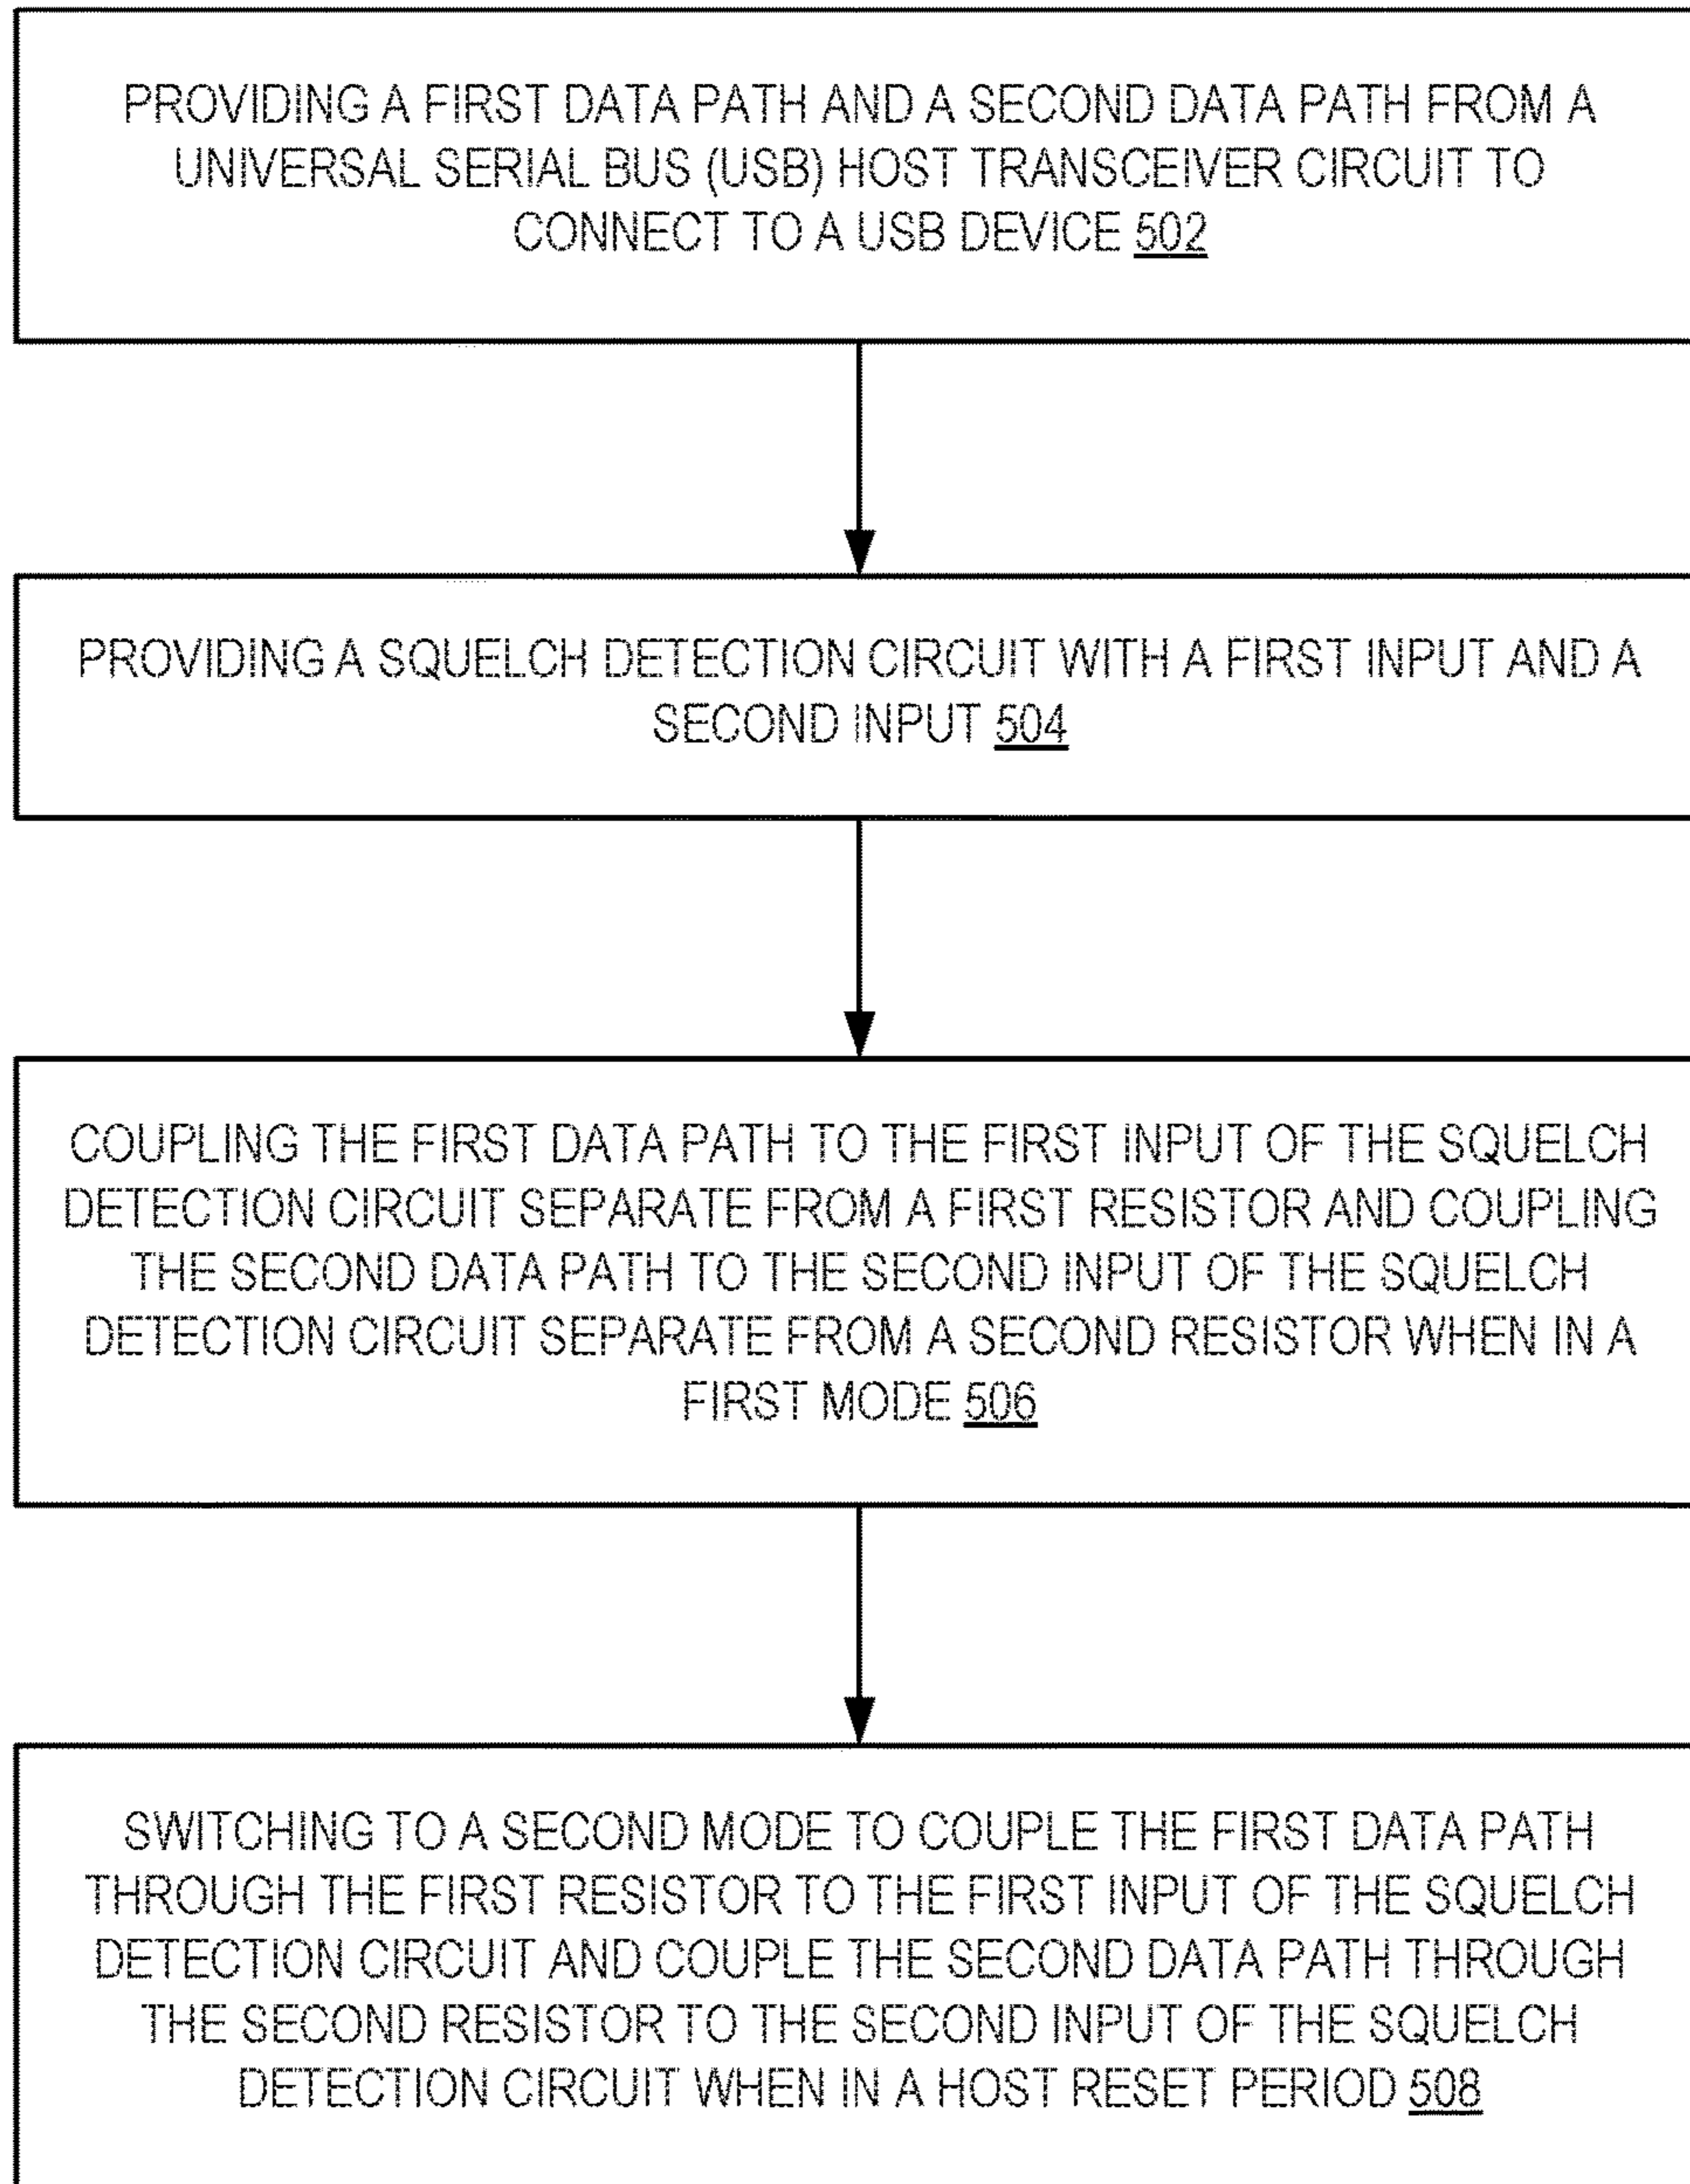 PROVIDING A FIRST DATA PATH AND A SECOND DATA PATH FROM A
UNIVERSAL SERIAL BUS (USB) HOST TRANSCEIVER CIRCUIT TO
CONNECT TO A USB DEVICE 502
PROVIDING A SQUELCH DETECTION CIRCUIT WITH A FIRST INPUT AND A
SECOND INPUT 504
COUPLING THE FIRST DATA PATH TO THE FIRST INPUT OF THE SQUELCH
DETECTION CIRCUIT SEPARATE FROM A FIRST RESISTOR AND COUPLING
THE SECOND DATA PATH TO THE SECOND INPUT OF THE SQUELCH
DETECTION CIRCUIT SEPARATE FROM A SECOND RESISTOR WHEN IN A
FIRST MODE 506
SWITCHING TO A SECOND MODE TO COUPLE THE FIRST DATA PATH
THROUGH THE FIRST RESISTOR TO THE FIRST INPUT OF THE SQUELCH
DETECTION CIRCUIT AND COUPLE THE SECOND DATA PATH THROUGH
THE SECOND RESISTOR TO THE SECOND INPUT OF THE SQUELCH
DETECTION CIRCUIT WHEN IN A HOST RESET PERIOD 508